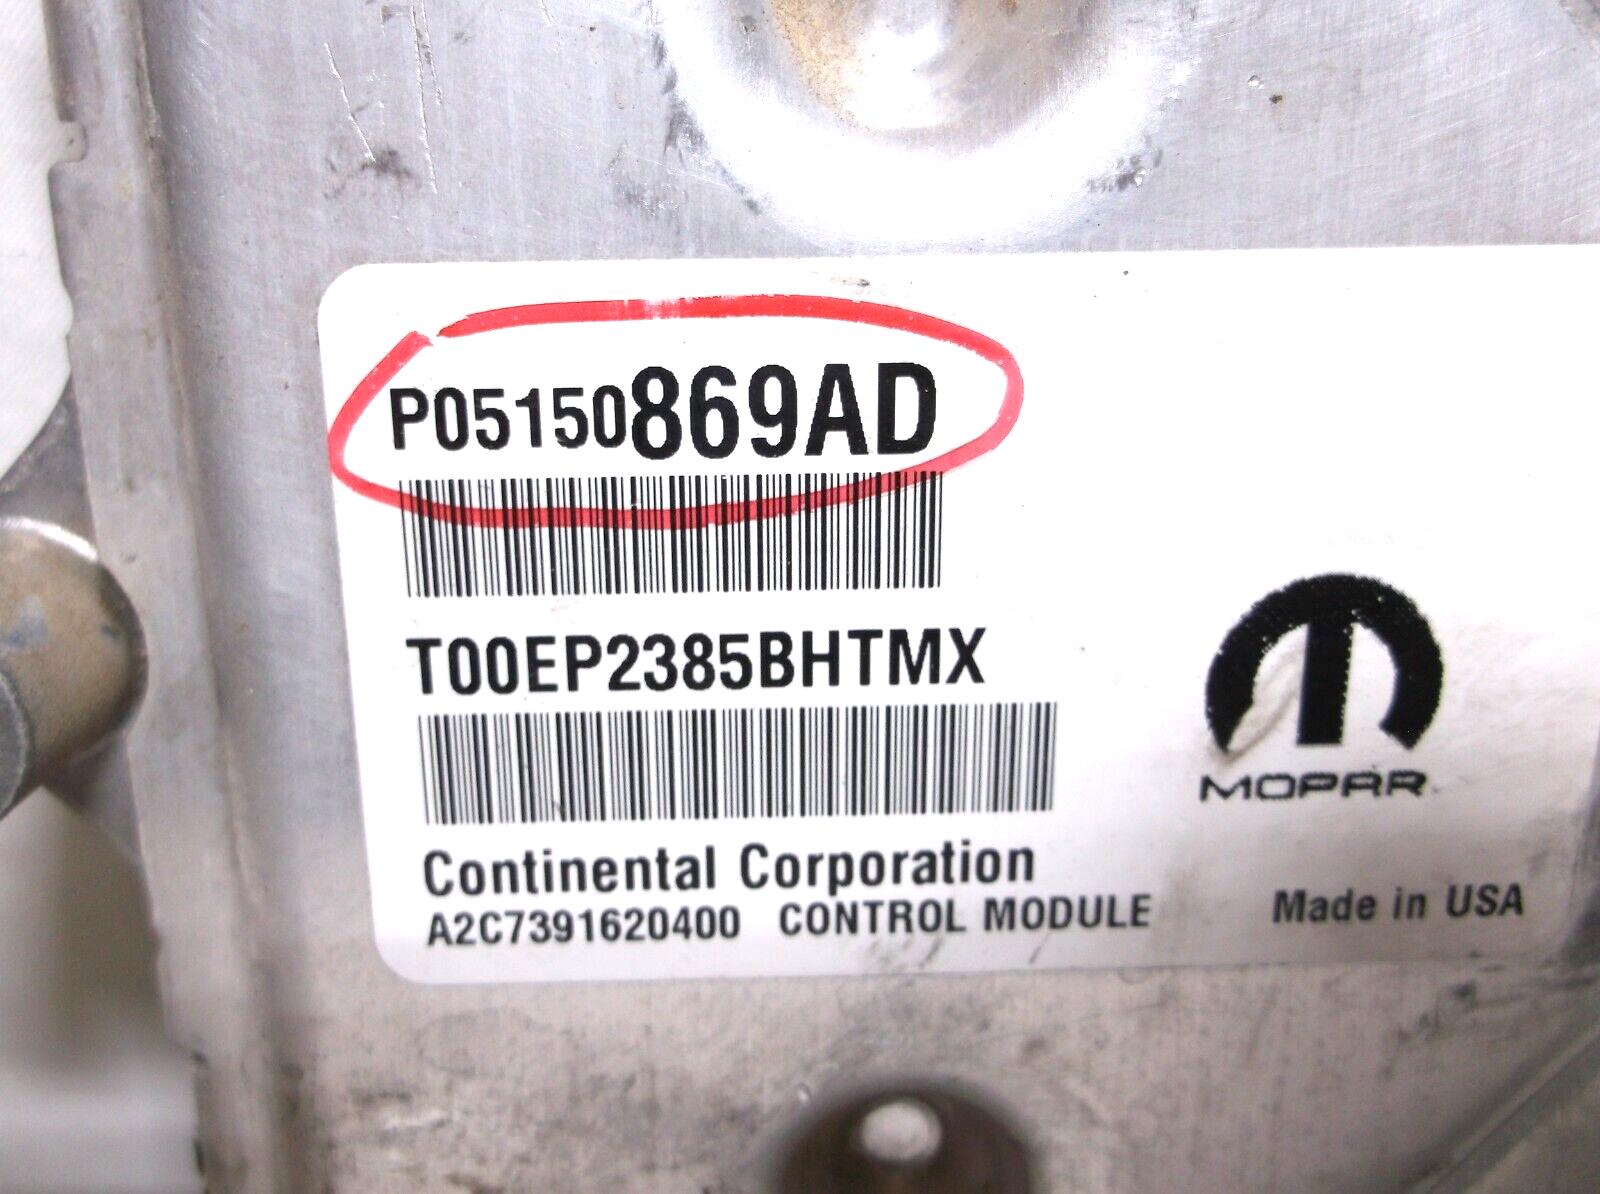 P05150869AD
T00EP2385BHTMX
MOPAR
Continental Corporation
A2C7391620400 CONTROL MODULE Made in USA